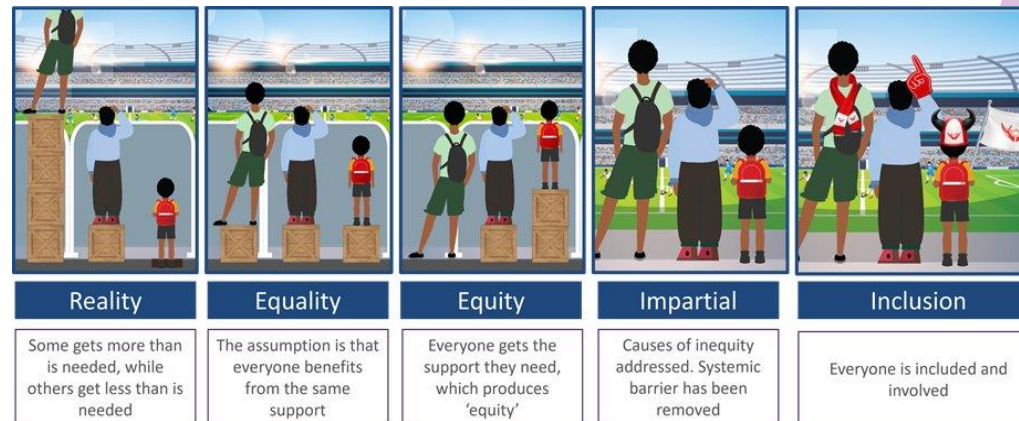 Reality
Equality
Equity
Impartial
Inclusion
Some gets more than
is needed, while
others get less than is
needed
The assumption is that
everyone benefits
from the same
support
Everyone gets the
support they need,
which produces
‘equity’
Causes of inequity
addressed. Systemic
barrier has been
removed
Everyone is included and
involved